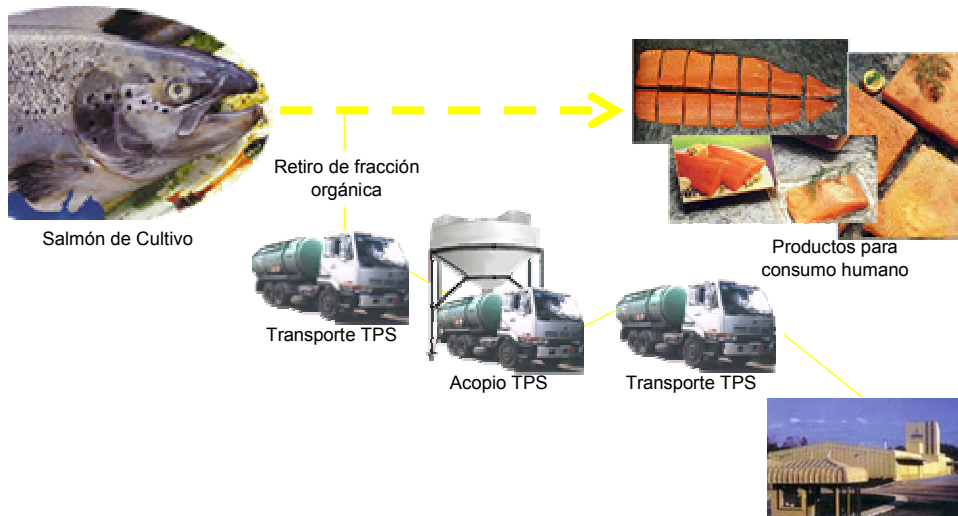 Retiro de fracción
orgánica
Salmón de Cultivo
Productos para
consumo humano
Transporte TPS
Acopio TPS
Transporte TPS